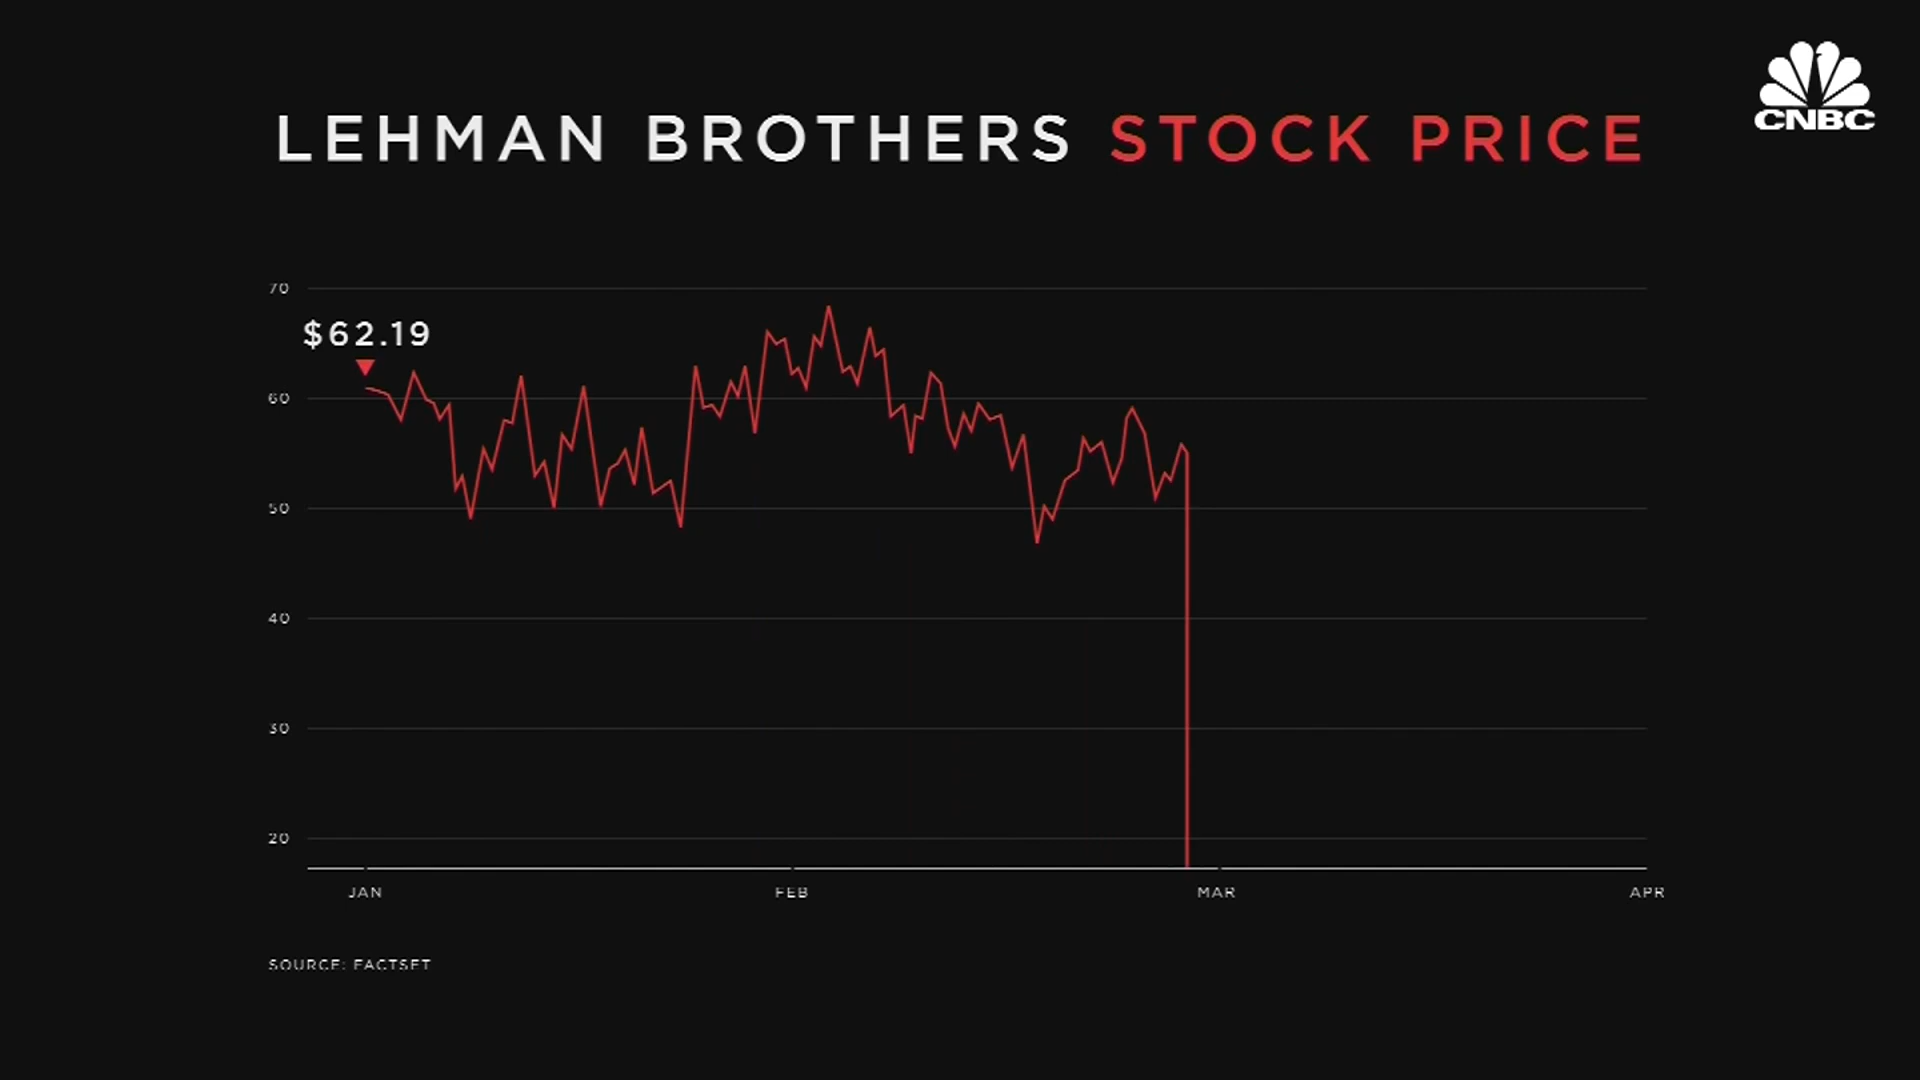 CNBC
LEHMAN BROTHERS STOCK PRICE
70
$62.19
60
50
40
30
20
JAN FEB MAR APR
SOURCE: FACTSET